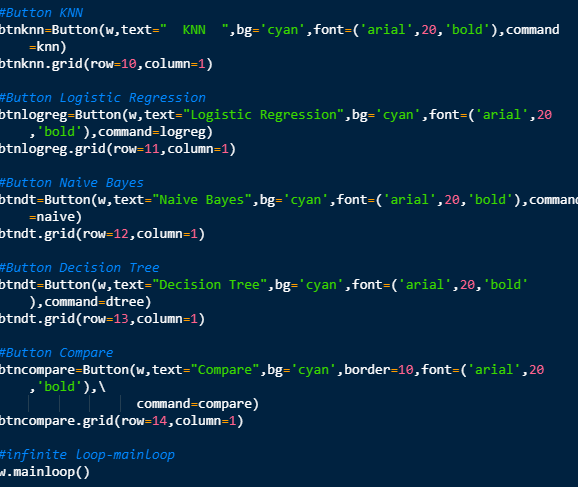 #Button KNN
btnknn=Button(w,text="  KNN  ",bg='cyan',font=('arial',20,'bold'),command
=knn)
btnknn.grid(row=10,column=1)
#Button Logistic Regression
btnlogreg=Button(w,text="Logistic Regression",bg='cyan',font=('arial',20
,'bold'),command=logreg)
btnlogreg.grid(row=11,column=1)
#Button Naive Bayes
btndt=Button(w,text="Naive Bayes",bg='cyan',font=('arial',20,'bold'),command
=naive)
btndt.grid(row=12,column=1)
#Button Decision Tree
btndt=Button(w,text="Decision Tree",bg='cyan',font=('arial',20,'bold'
),command=dtree)
btndt.grid(row=13,column=1)
#Button Compare
btncompare=Button(w,text="Compare",bg='cyan',border=10,font=('arial',20
,'bold'),\
command=compare)
btncompare.grid(row=14,column=1)
#infinite loop-mainloop
w.mainloop()